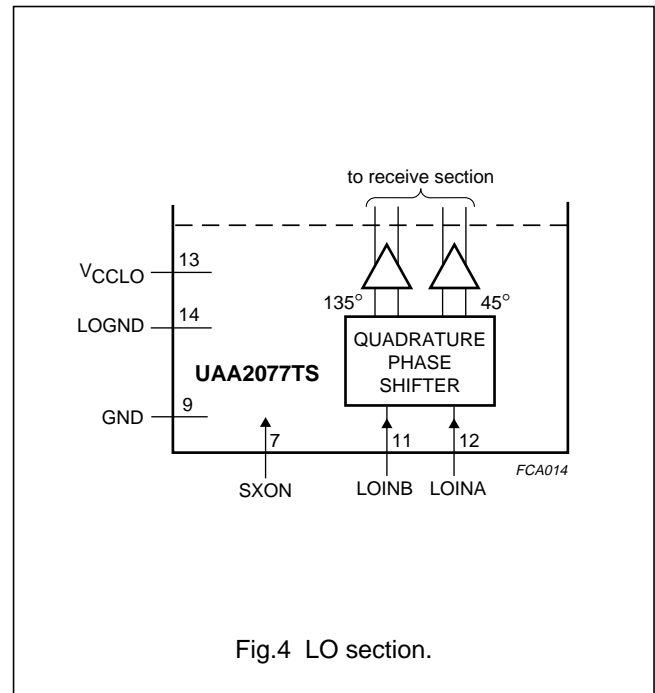 to receive section
13
VCCLO
135° 45°
14
LOGND
QUADRATURE
PHASE
SHIFTER
UAA2077TS
9
GND
7 11 12
FCA014
SXON LOINB LOINA
Fig.4 LO section.